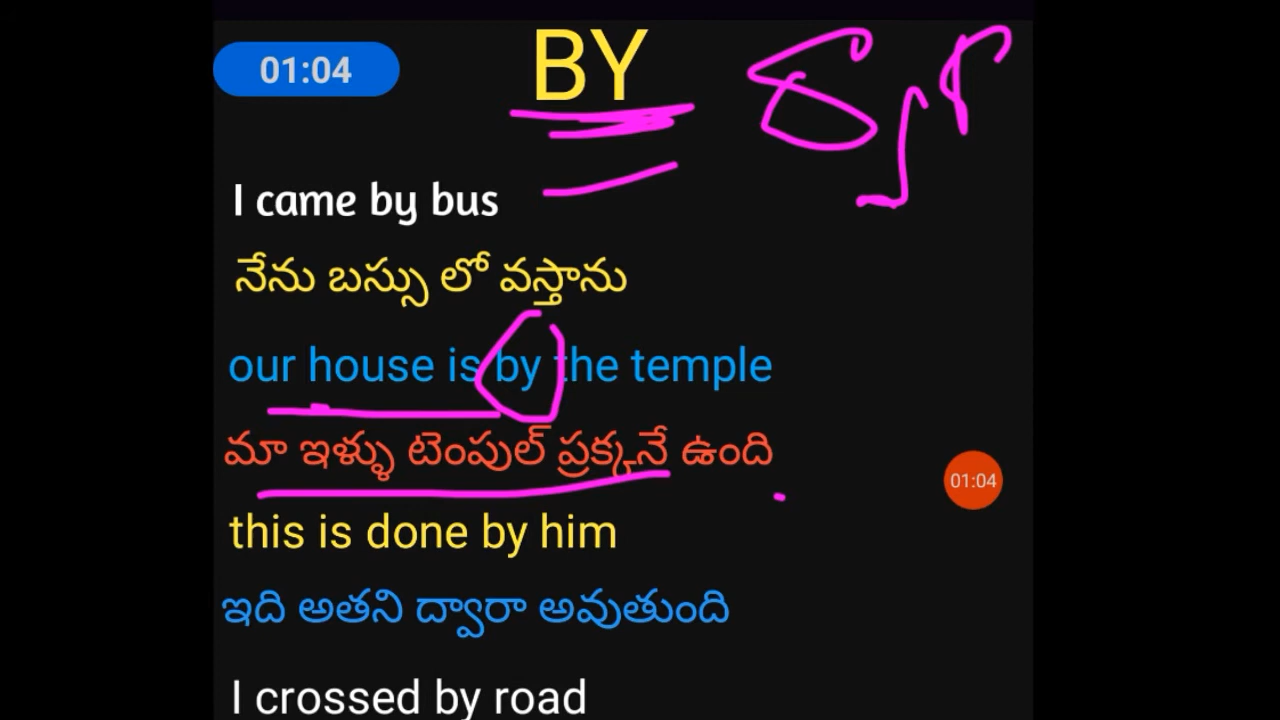 01:04
BY
I came by bus
నేను బస్సు లో వస్తాను
our house is by the temple
మా ఇళ్ళు టెంపుల్ ప్రక్కనే ఉంది
01:04
this is done by him
ఇది అతని ద్వారా అవుతుంది
I crossed by road